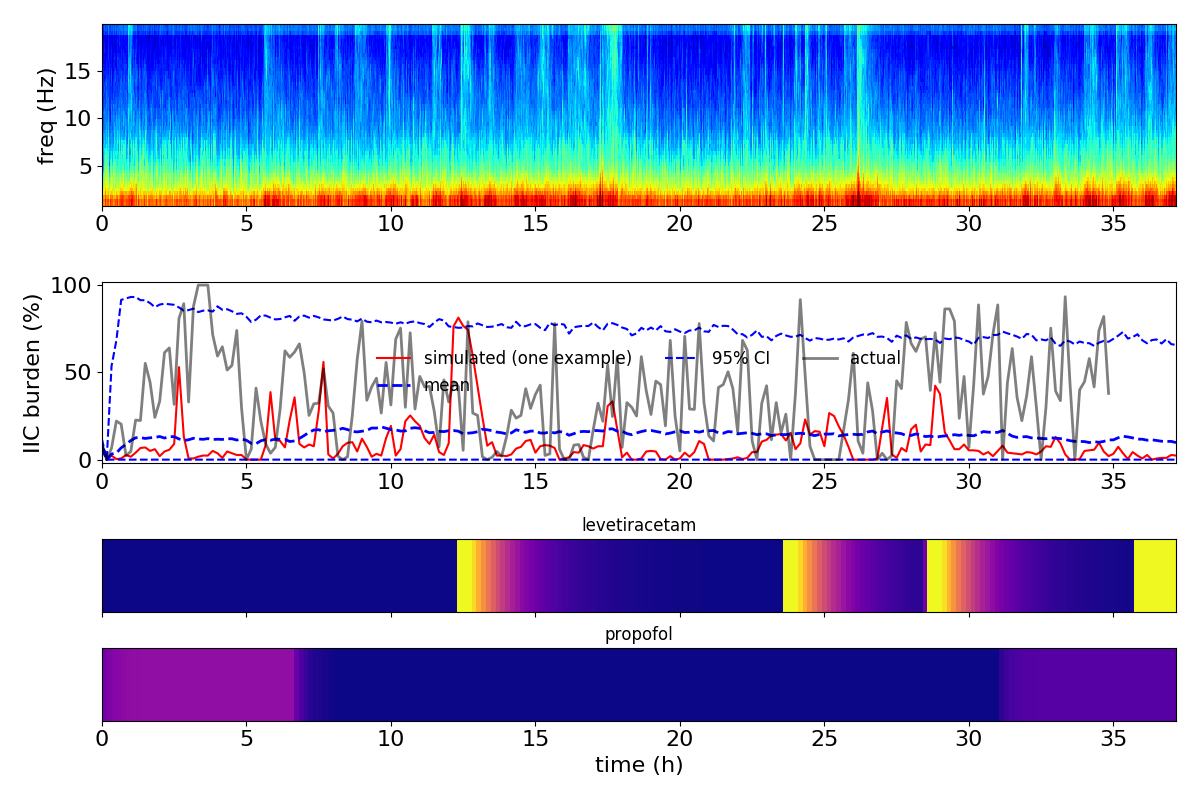 freq (Hz)
15
10
5
0 5 10 15 20 25 30 35
IIC burden (%)
100
50
0
simulated (one example) 95% CI actual
mean
0 5 10 15 20 25 30 35
levetiracetam
propofol
0 5 10 15 20 25 30 35
time (h)